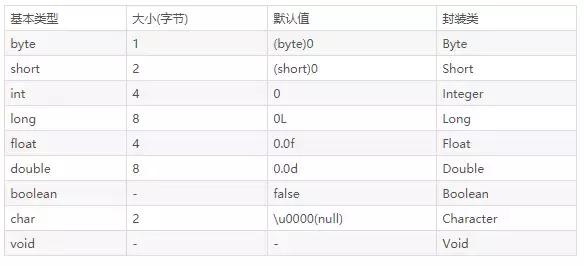 基本类型 大小(字节) 默认值 封装类
byte 1 (byte)0 Byte
short 2 (short)0 Short
int 4 0 Integer
long 8 0L Long
float 4 0.0f Float
double 8 0.0d Double
boolean - false Boolean
char 2 \u0000(null) Character
void - - Void